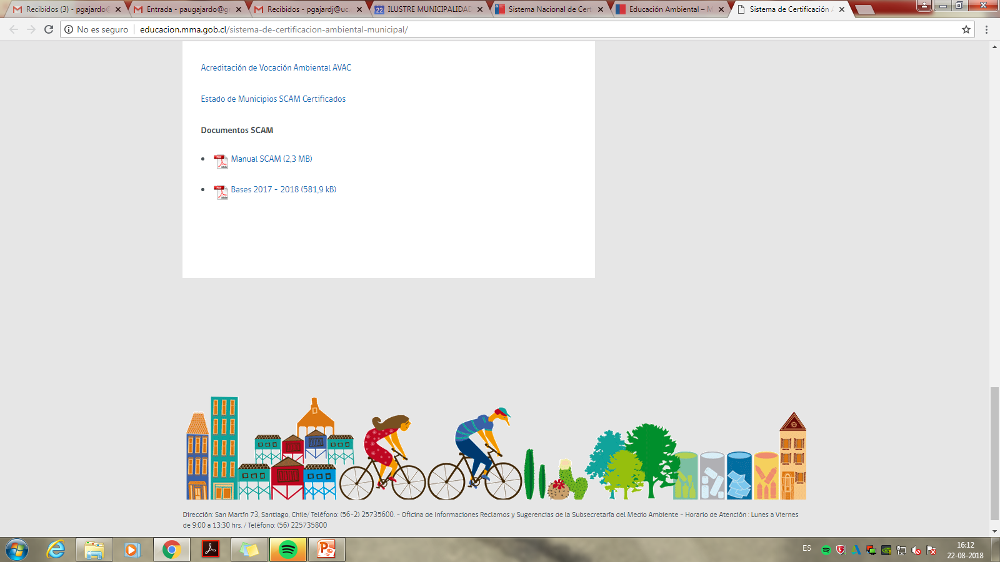 Recibidos (3) - pgajardo@
Entrada - paugajardo@g
Recibidos - pgajardj@uc.
22 ILUSTRE MUNICIPALIDAD
Sistema Nacional de Cert
Educación Ambiental – M
Sistema de Certificación A
No es seguro educacion.mma.gob.cl/sistema-de-certificacion-ambiental-municipal/
Acreditación de Vocación Ambiental AVAC
Estado de Municipios SCAM Certificados
Documentos SCAM
Manual SCAM (2,3 MB)
Bases 2017 – 2018 (581,9 kB)
Dirección: San Martín 73, Santiago, Chile/ Teléfono: (56-2) 25735600. – Oficina de Informaciones Reclamos y Sugerencias de la Subsecretaría del Medio Ambiente – Horario de Atención : Lunes a Viernes
de 9:00 a 13:30 hrs. / Teléfono: (56) 225735800
ES
16:12
22-08-2018